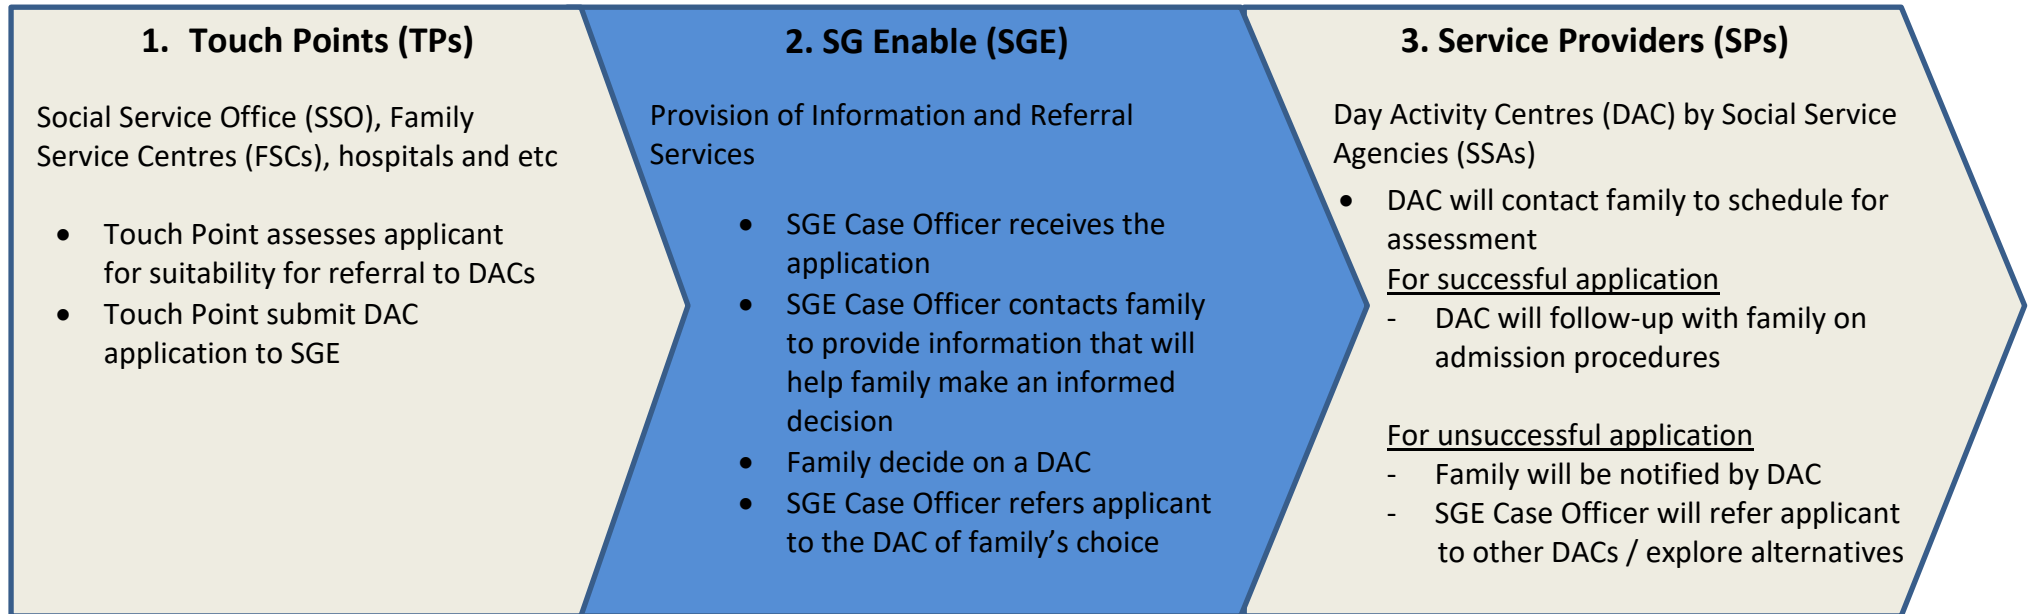 1. Touch Points (TPs)
Social Service Office (SSO), Family
Service Centres (FSCs), hospitals and etc
• Touch Point assesses applicant
for suitability for referral to DACs
• Touch Point submit DAC
application to SGE
2. SG Enable (SGE)
Provision of Information and Referral
Services
• SGE Case Officer receives the
application
• SGE Case Officer contacts family
to provide information that will
help family make an informed
decision
• Family decide on a DAC
• SGE Case Officer refers applicant
to the DAC of family’s choice
3. Service Providers (SPs)
Day Activity Centres (DAC) by Social Service
Agencies (SSAs)
• DAC will contact family to schedule for
assessment
For successful application
- DAC will follow-up with family on
admission procedures
For unsuccessful application
- Family will be notified by DAC
- SGE Case Officer will refer applicant
to other DACs / explore alternatives